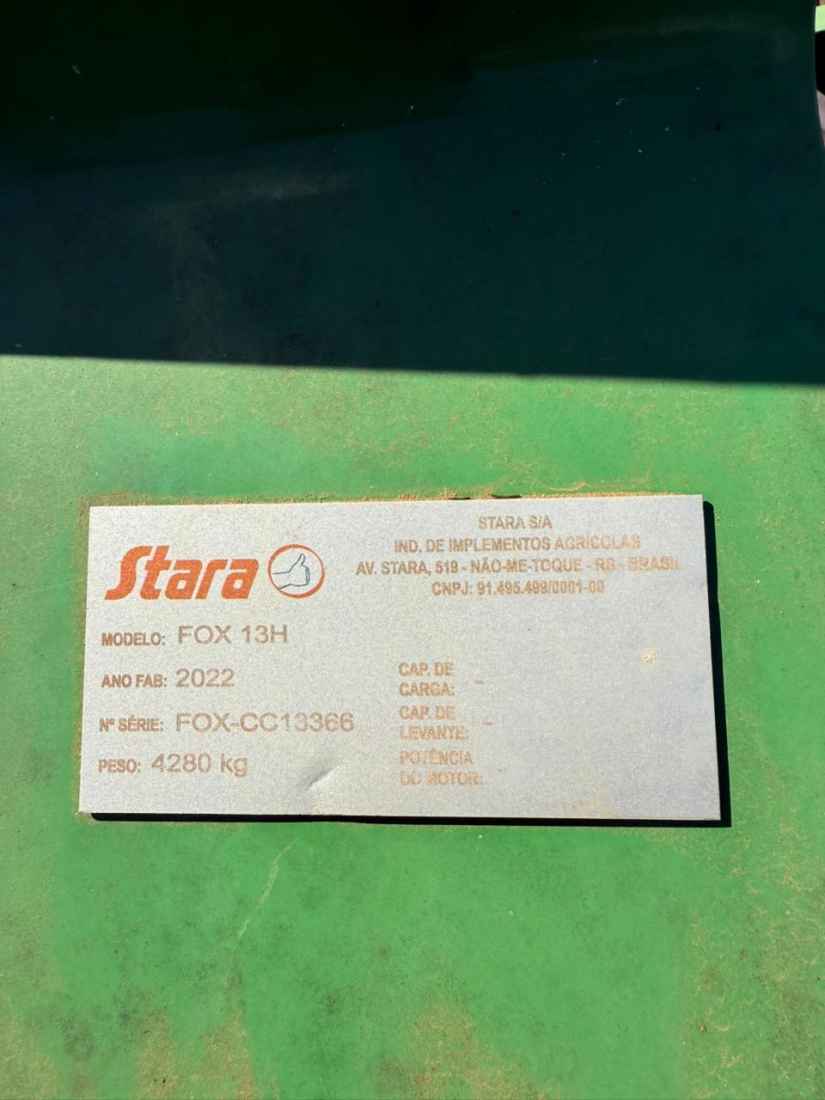 STARA S/A
IND. DE IMPLEMENTOS AGRÍCOLAS
AV. STARA, 519 - NÃO-ME-TOQUE - RS - BRASIL
CNPJ: 91.495.499/0001-00
Stara
MODELO: FOX 13H
ANO FAB: 2022
Nº SÉRIE: FOX-CC13366
PESO: 4280 kg
CAP. DE
CARGA: -
CAP. DE
LEVANTE: -
POTÊNCIA
DO MOTOR: -